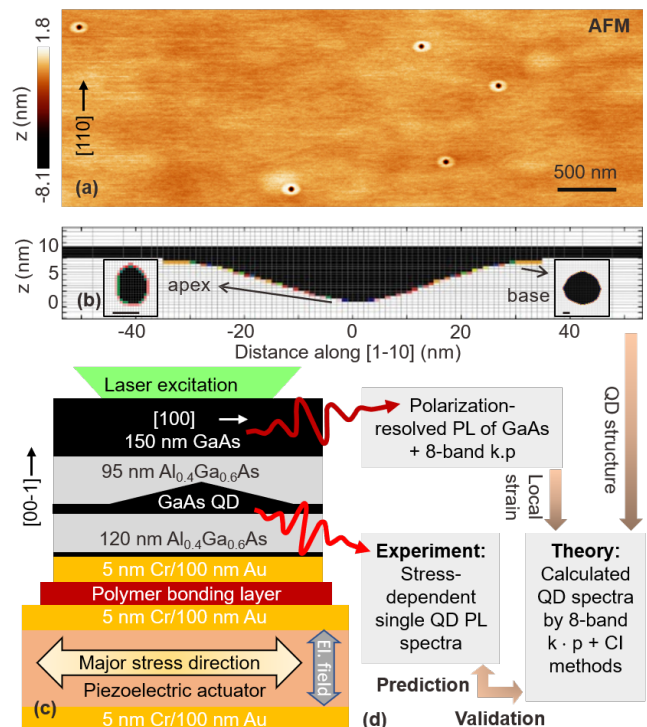 AFM
1.8
z (nm)
-8.1
[110]
(a)
500 nm
z (nm)
10
5
0
(b)
apex
base
-40
-20
0
20
40
Distance along [1-10] (nm)
Laser excitation
[100]
150 nm GaAs
95 nm Al0.4Ga0.6As
GaAs QD
120 nm Al0.4Ga0.6As
5 nm Cr/100 nm Au
Polymer bonding layer
5 nm Cr/100 nm Au
Major stress direction
Piezoelectric actuator
El. field
5 nm Cr/100 nm Au
[00-1]
(c)
Polarization-
resolved PL of GaAs
+ 8-band k.p
Local
strain
QD structure
Experiment:
Stress-
dependent
single QD PL
spectra
Theory:
Calculated
QD spectra
by 8-band
k · p + CI
methods
Prediction
Validation
(d)